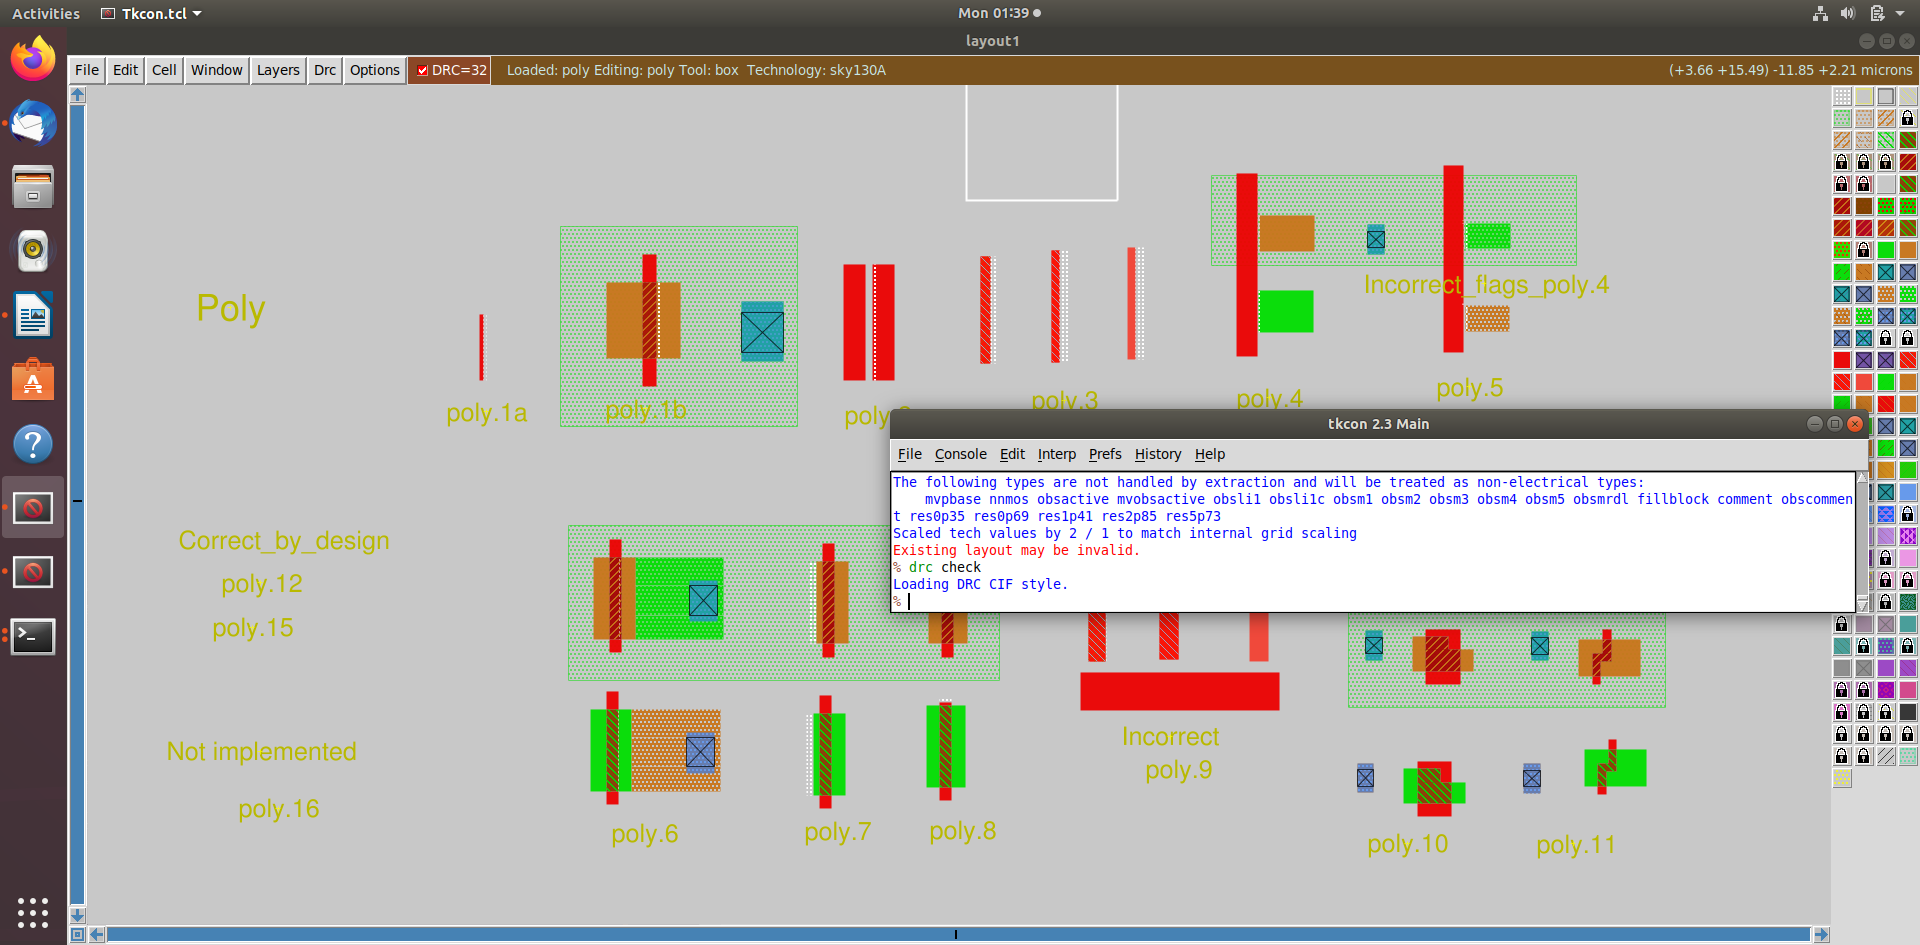 Activities
Tkcon.tcl
Mon 01:39
layout1
File Edit Cell Window Layers Drc Options
DRC=32
Loaded: poly Editing: poly Tool: box Technology: sky130A
(+3.66 +15.49) -11.85 +2.21 microns
Poly
poly.1a
poly.1b
poly.3
poly.4
Incorrect_flags_poly.4
poly.5
tkcon 2.3 Main
File Console Edit Interp Prefs History Help
The following types are not handled by extraction and will be treated as non-electrical types:
mvpbase nnmos obsactive mvobsactive obsli1 obsli1c obsm1 obsm2 obsm3 obsm4 obsm5 obsmrdl fillblock comment obscommen
t res0p35 res0p69 res1p41 res2p85 res5p73
Scaled tech values by 2 / 1 to match internal grid scaling
Existing layout may be invalid.
% drc check
Loading DRC CIF style.
%
Correct_by_design
poly.12
poly.15
Not implemented
poly.16
poly.6
poly.7
poly.8
Incorrect
poly.9
poly.10
poly.11